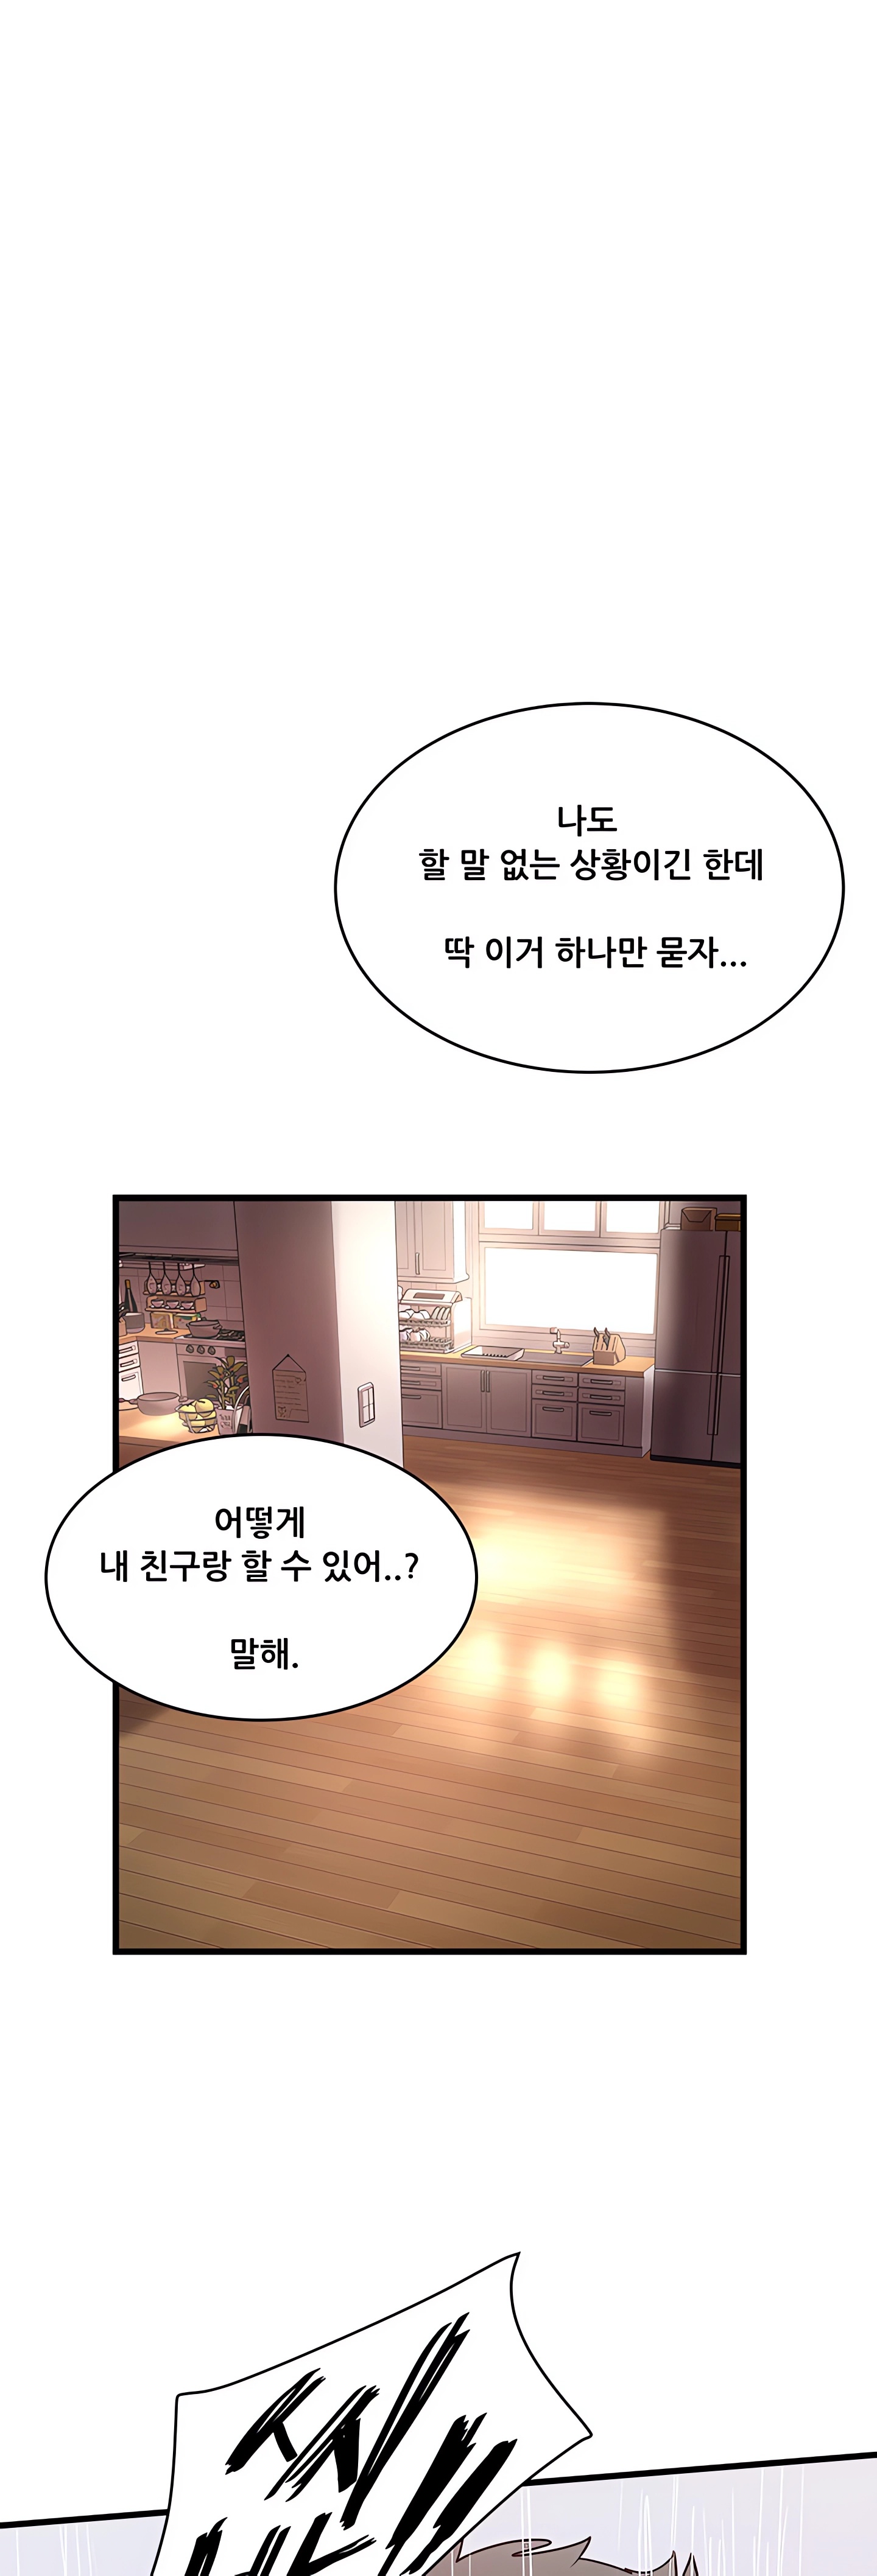 나도
할 말 없는 상황이긴 한데
딱 이거 하나만 묻자...
어떻게
내 친구랑 할 수 있어..?
말해.